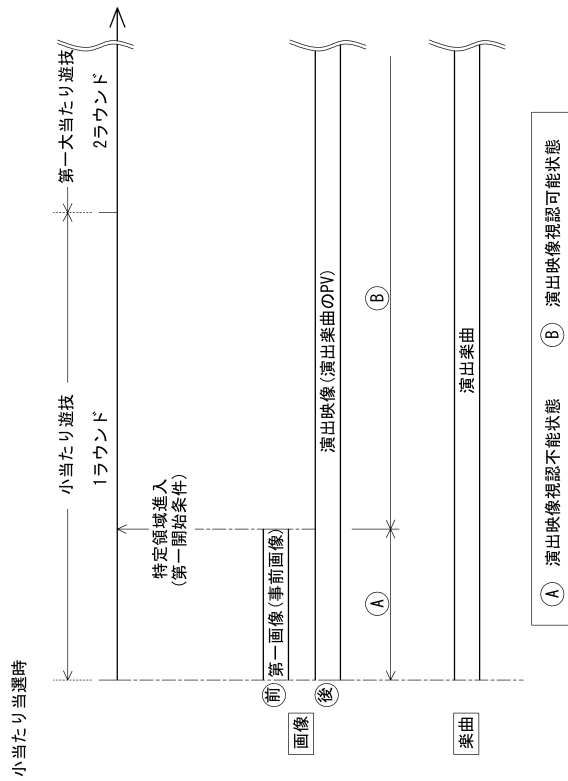 小当たり当選時
小当たり遊技
第一大当たり遊技
1ラウンド
2ラウンド
特定領域進入
(第一開始条件)
画像
前
第一画像(事前画像)
後
演出映像(演出楽曲のPV)
A
B
楽曲
演出楽曲
A 演出映像視認不能状態
B 演出映像視認可能状態